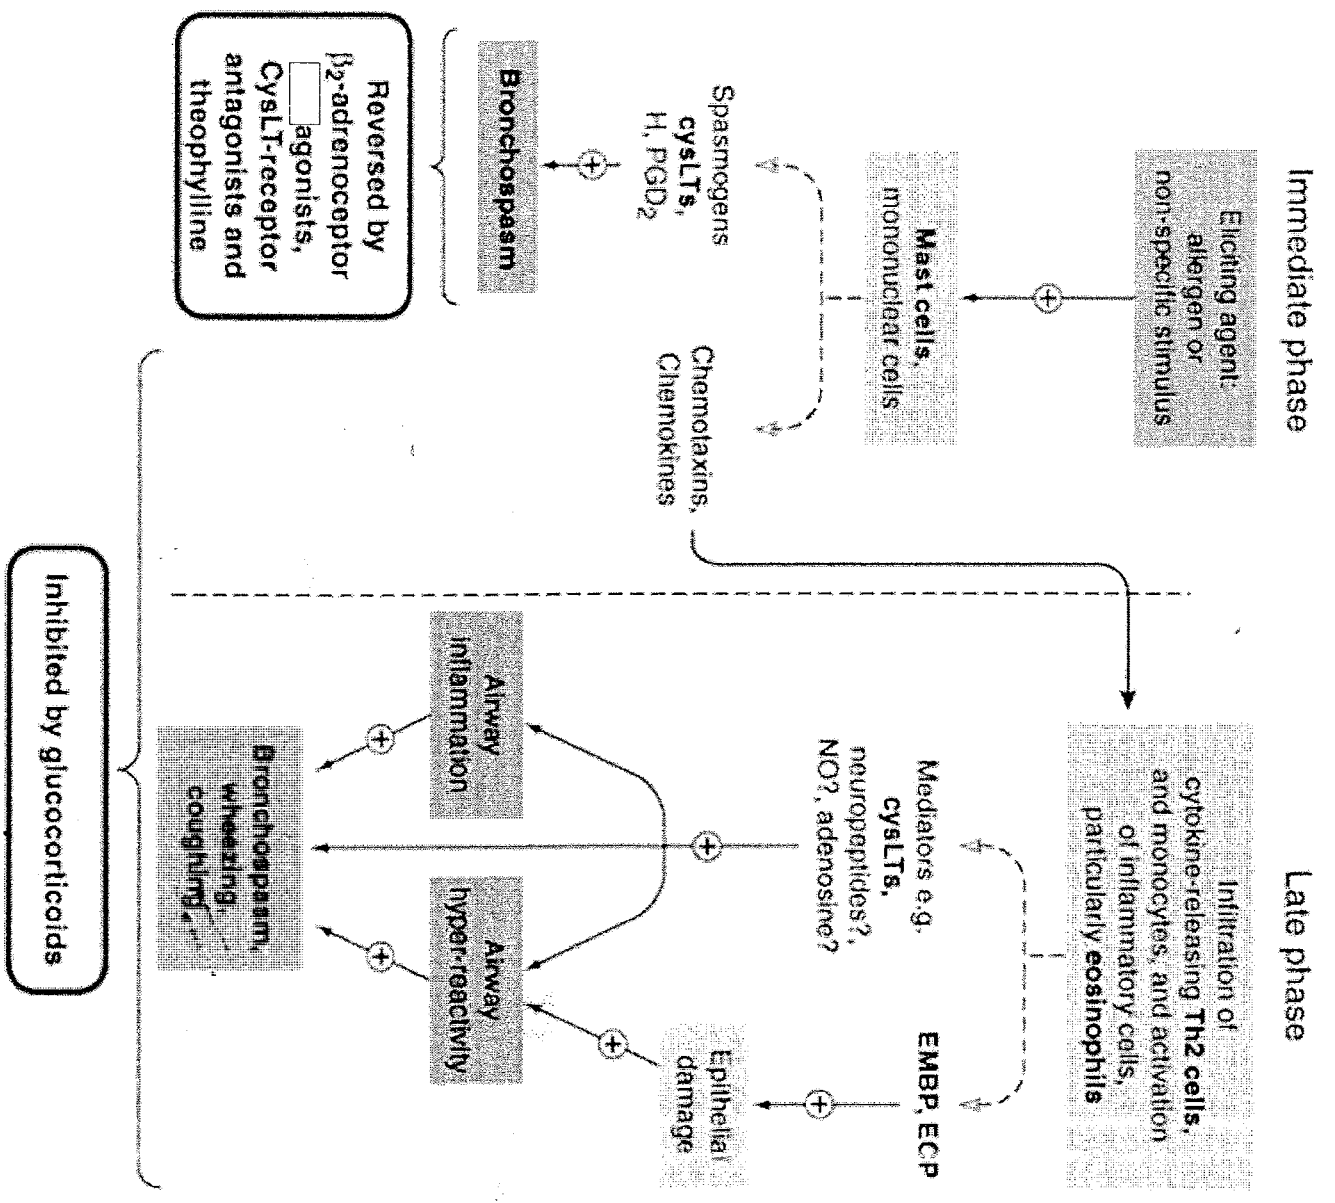 Immediate phase
Eliciting agent:
allergen or
non-specific stimulus
Mast cells,
mononuclear cells
Spasmogens
cysLTs,
H, PGD₂
Chemotaxins,
Chemokines
Bronchospasm
Reversed by
β₂-adrenoceptor
agonists,
CysLT-receptor
antagonists and
theophylline
Late phase
Infiltration of
cytokine-releasing Th2 cells,
and monocytes, and activation
of inflammatory cells,
particularly eosinophils
Mediators e.g.
cysLTs,
neuropeptides?,
NO?, adenosine?
EMBP, ECP
Epithelial
damage
Airway
inflammation
Airway
hyper-reactivity
Bronchospasm,
wheezing,
coughing
Inhibited by glucocorticoids